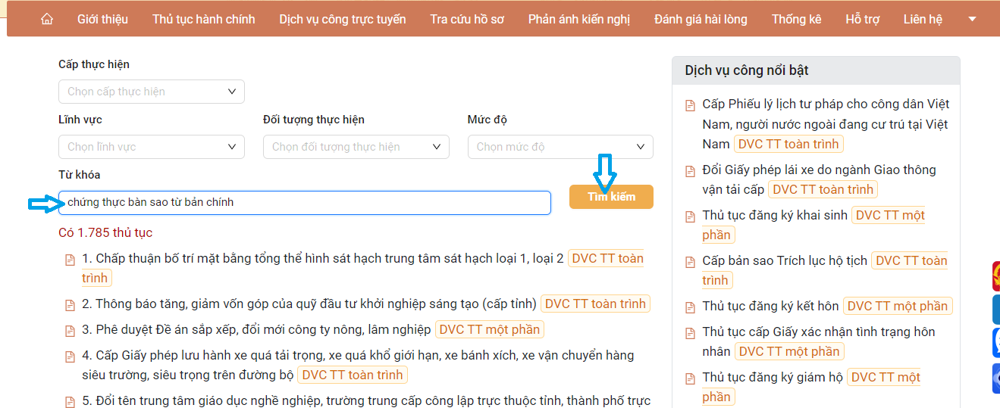 Giới thiệu Thủ tục hành chính Dịch vụ công trực tuyến Tra cứu hồ sơ Phản ánh kiến nghị Đánh giá hài lòng Thống kê Hỗ trợ Liên hệ
Cấp thực hiện
Chọn cấp thực hiện
Lĩnh vực Đối tượng thực hiện Mức độ
Chọn lĩnh vực Chọn đối tượng thực hiện Chọn mức độ
Từ khóa
chứng thực bàn sao từ bản chính Tìm kiếm
Có 1.785 thủ tục
1. Chấp thuận bố trí mặt bằng tổng thể hình sát hạch trung tâm sát hạch loại 1, loại 2 DVC TT toàn
trình
2. Thông báo tăng, giảm vốn góp của quỹ đầu tư khởi nghiệp sáng tạo (cấp tỉnh) DVC TT toàn trình
3. Phê duyệt Đề án sắp xếp, đổi mới công ty nông, lâm nghiệp DVC TT một phần
4. Cấp Giấy phép lưu hành xe quá tải trọng, xe quá khổ giới hạn, xe bánh xích, xe vận chuyển hàng
siêu trường, siêu trọng trên đường bộ DVC TT toàn trình
5. Đổi tên trung tâm giáo dục nghề nghiệp, trường trung cấp công lập trực thuộc tỉnh, thành phố trực
Dịch vụ công nổi bật
Cấp Phiếu lý lịch tư pháp cho công dân Việt
Nam, người nước ngoài đang cư trú tại Việt
Nam DVC TT toàn trình
Đổi Giấy phép lái xe do ngành Giao thông
vận tải cấp DVC TT toàn trình
Thủ tục đăng ký khai sinh DVC TT một
phần
Cấp bản sao Trích lục hộ tịch DVC TT toàn
trình
Thủ tục đăng ký kết hôn DVC TT một phần
Thủ tục cấp Giấy xác nhận tình trạng hôn
nhân DVC TT một phần
Thủ tục đăng ký giám hộ DVC TT một
phần